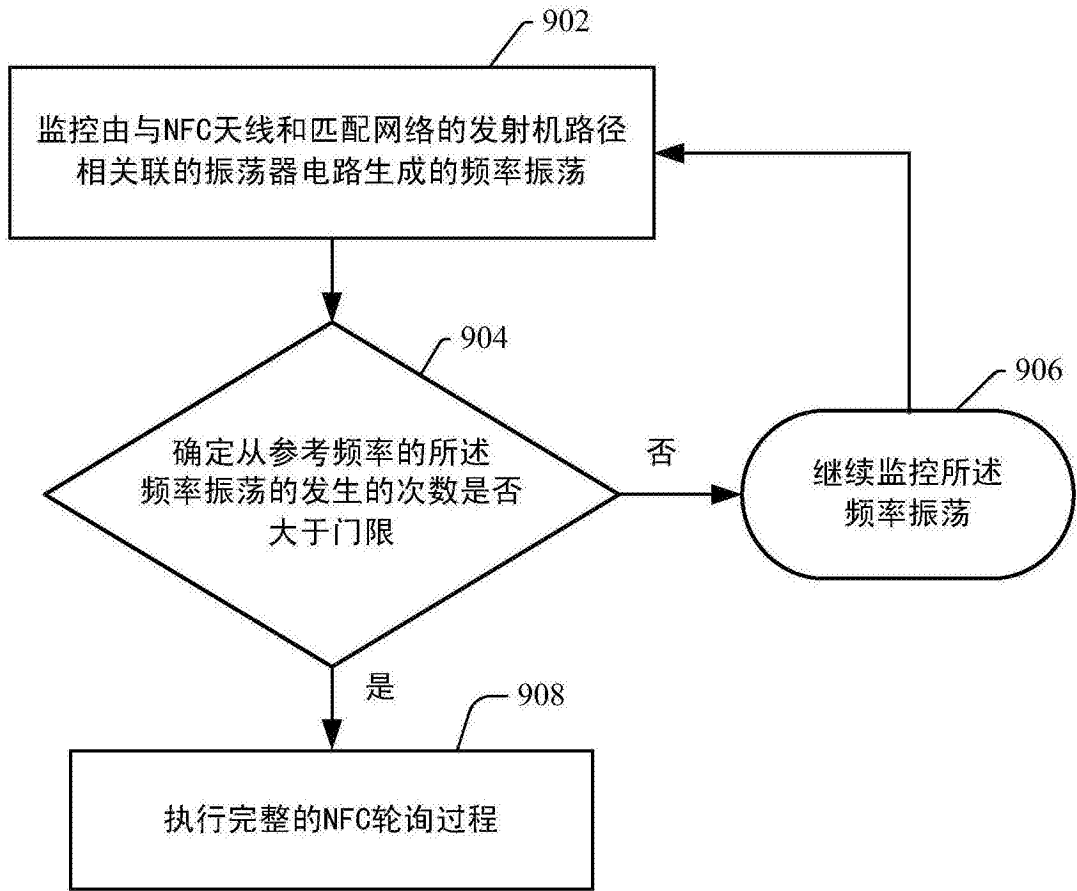 902
监控由与NFC天线和匹配网络的发射机路径
相关联的振荡器电路生成的频率振荡
904
确定从参考频率的所述
频率振荡的发生的次数是否
大于门限
否
906
继续监控所述
频率振荡
是
908
执行完整的NFC轮询过程